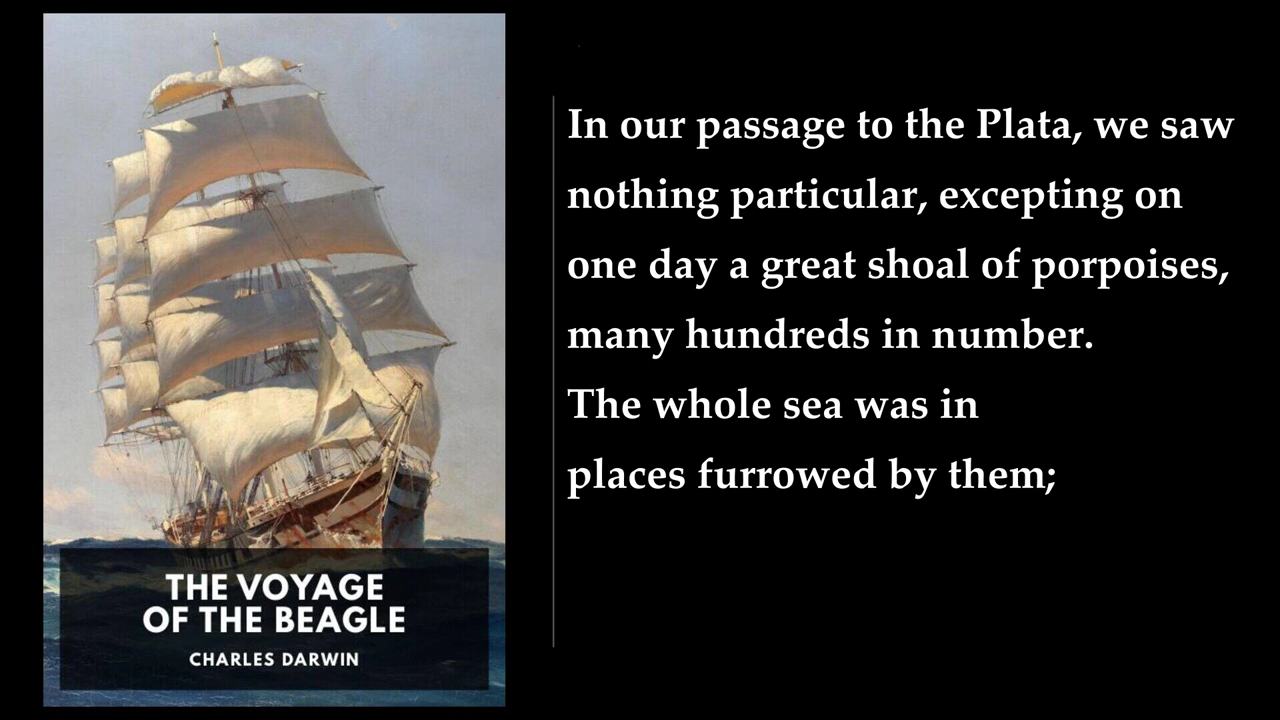 THE VOYAGE
OF THE BEAGLE
CHARLES DARWIN
In our passage to the Plata, we saw
nothing particular, excepting on
one day a great shoal of porpoises,
many hundreds in number.
The whole sea was in
places furrowed by them;